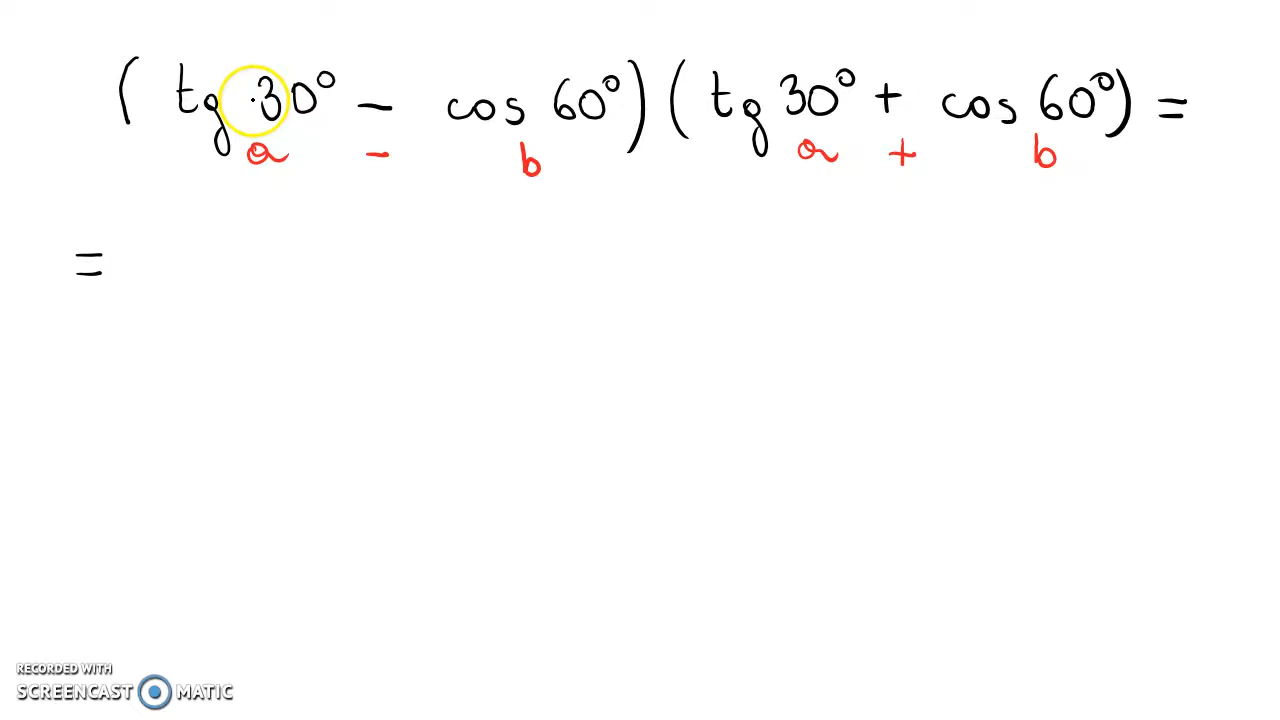 ( tg 30° - cos 60° ) ( tg 30° + cos 60° ) =
a - b a + b
=
RECORDED WITH
SCREENCAST MATIC